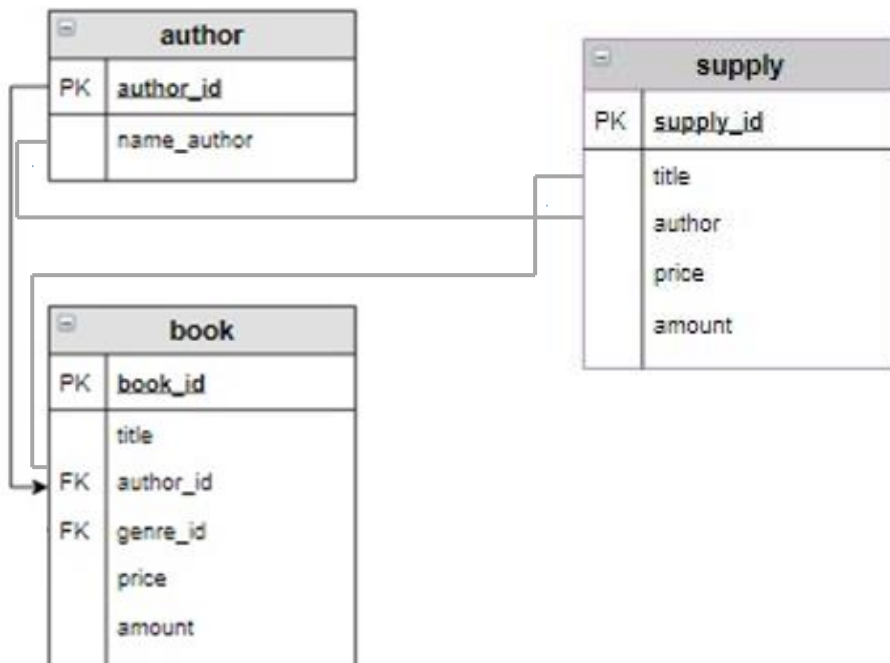 author
PK author_id
name_author
supply
PK supply_id
title
author
price
amount
book
PK book_id
title
FK author_id
FK genre_id
price
amount